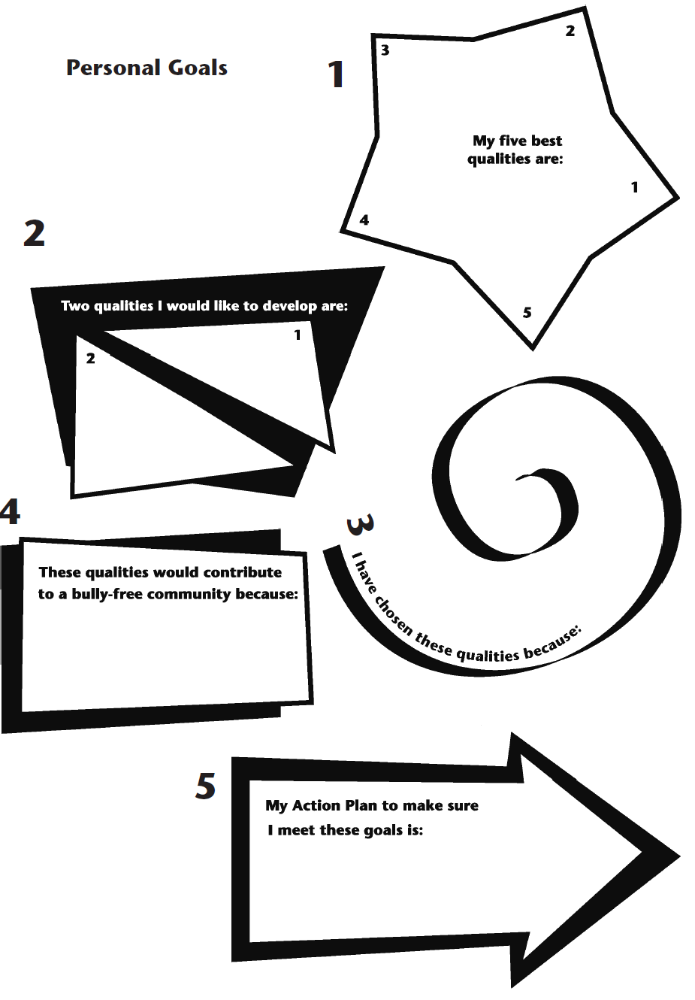 Personal Goals
1
3
2
My five best
qualities are:
1
4
5
2
Two qualities I would like to develop are:
1
2
3
I have chosen these qualities because:
4
These qualities would contribute
to a bully-free community because:
5
My Action Plan to make sure
I meet these goals is: